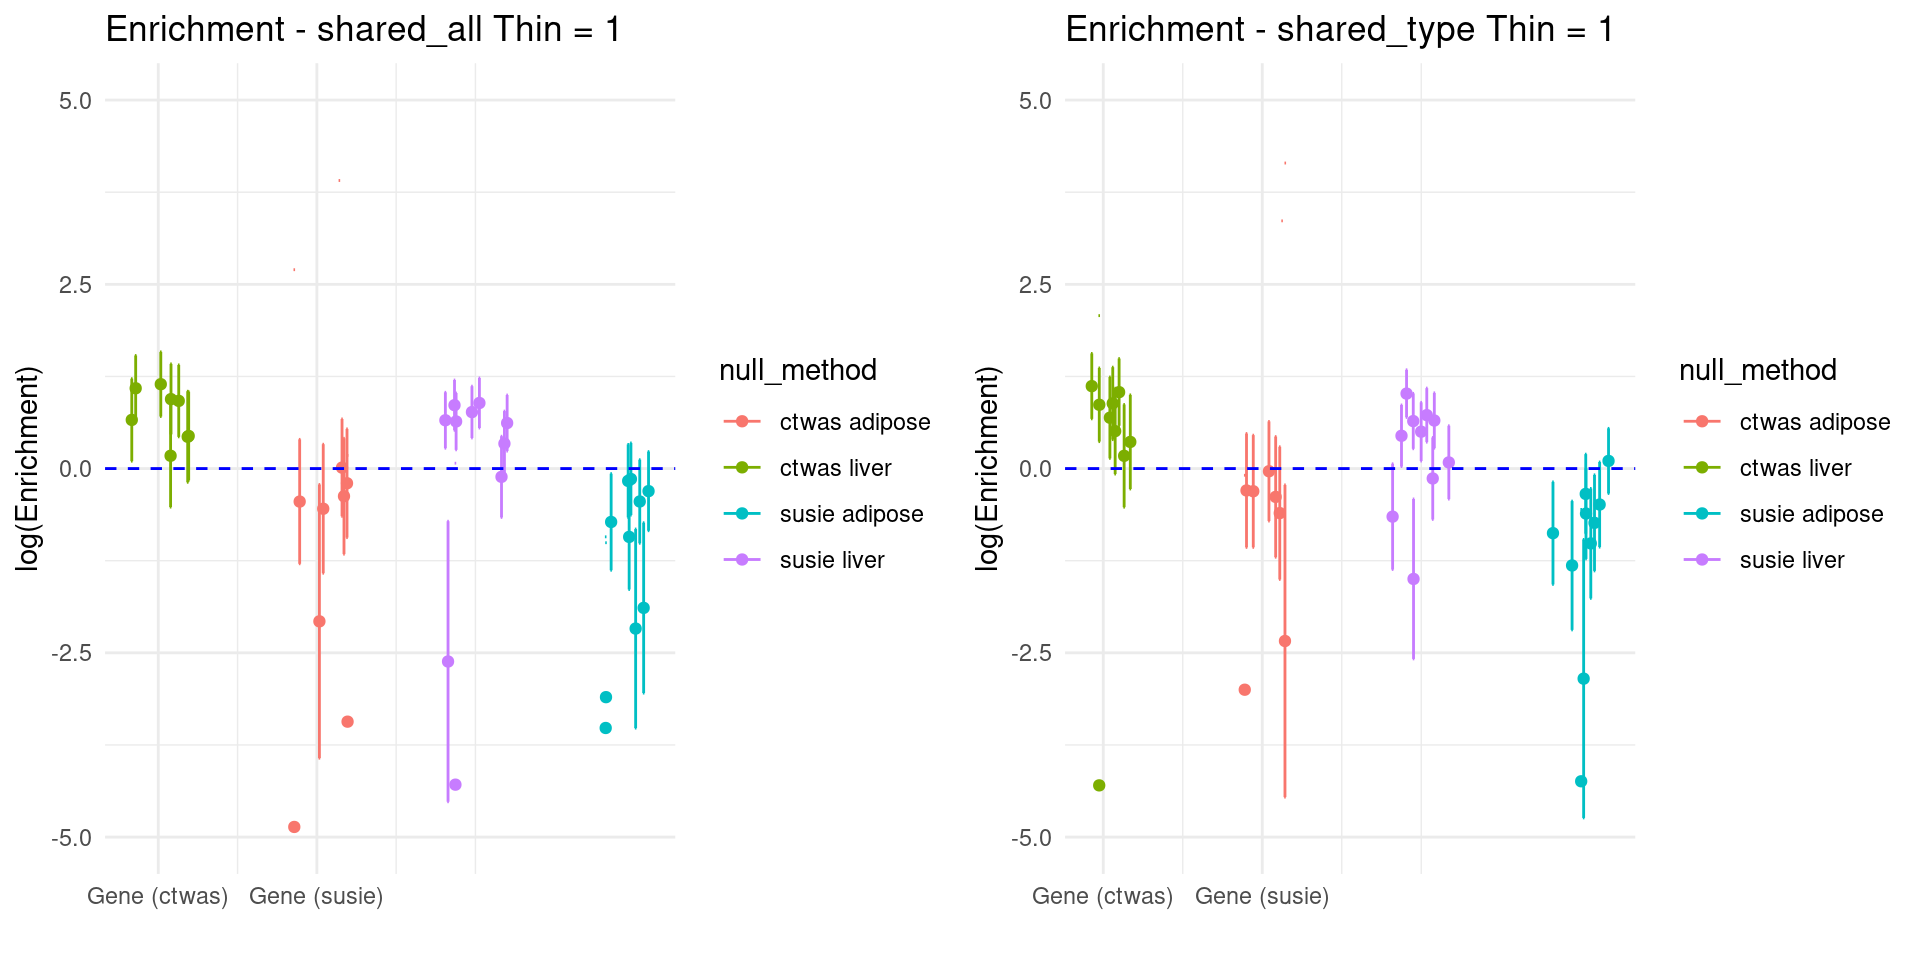 Enrichment - shared_all Thin = 1
log(Enrichment)
5.0
2.5
0.0
-2.5
-5.0
Gene (ctwas) Gene (susie)
null_method
ctwas adipose
ctwas liver
susie adipose
susie liver
Enrichment - shared_type Thin = 1
log(Enrichment)
5.0
2.5
0.0
-2.5
-5.0
Gene (ctwas) Gene (susie)
null_method
ctwas adipose
ctwas liver
susie adipose
susie liver